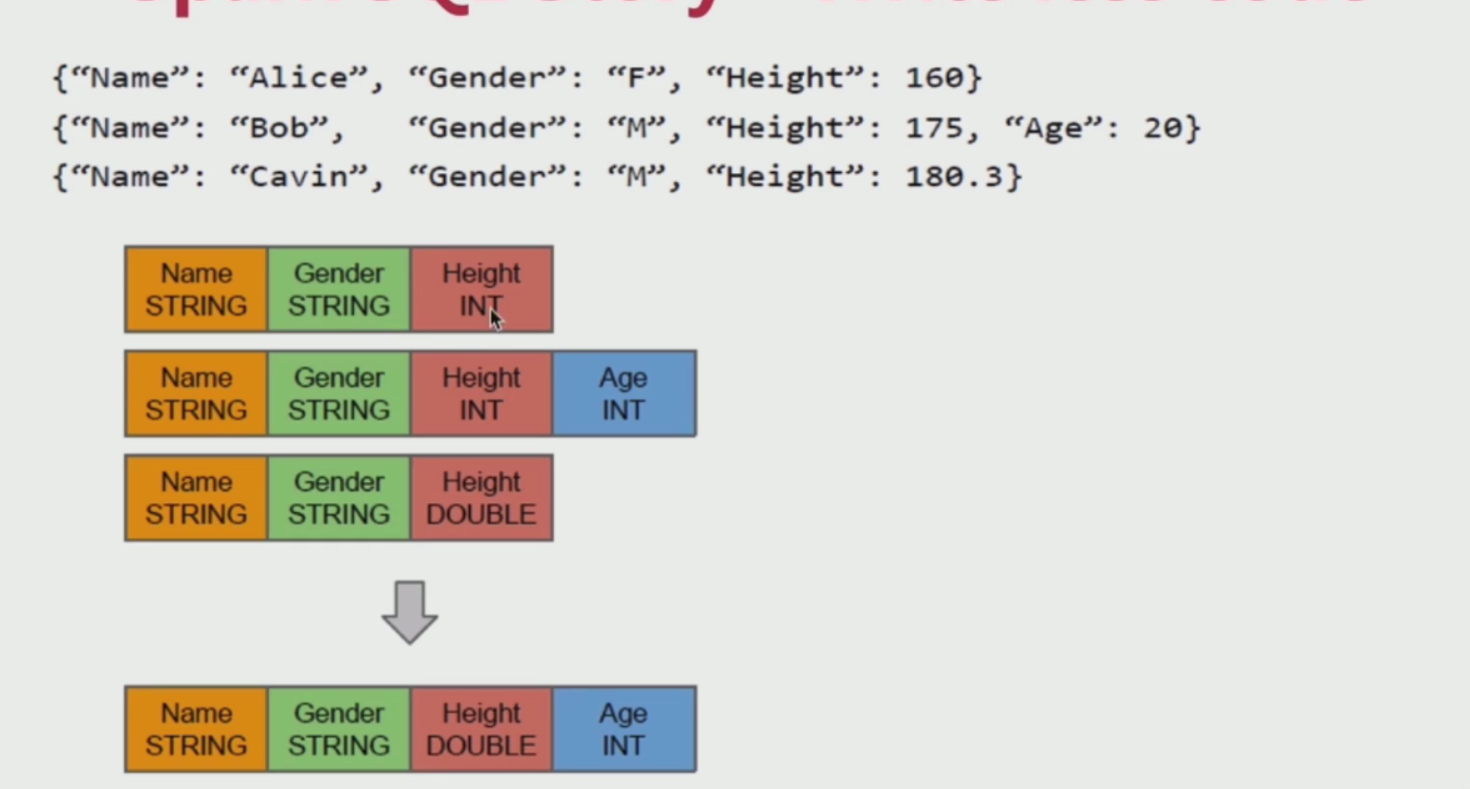 {“Name”: “Alice”, “Gender”: “F”, “Height”: 160}
{“Name”: “Bob”, “Gender”: “M”, “Height”: 175, “Age”: 20}
{“Name”: “Cavin”, “Gender”: “M”, “Height”: 180.3}
Name Gender Height
STRING STRING INT
Name Gender Height Age
STRING STRING INT INT
Name Gender Height
STRING STRING DOUBLE
Name Gender Height Age
STRING STRING DOUBLE INT